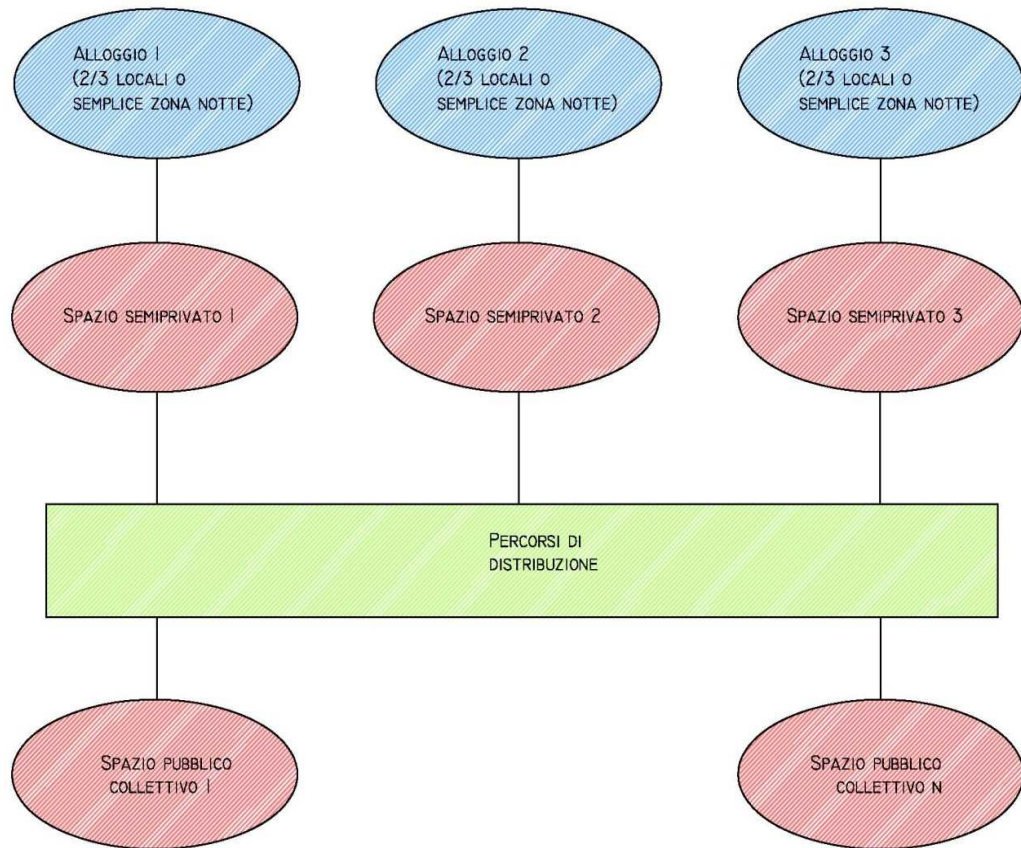 Alloggio 1
(2/3 locali o
semplice zona notte)
Alloggio 2
(2/3 locali o
semplice zona notte)
Alloggio 3
(2/3 locali o
semplice zona notte)
Spazio semiprivato 1
Spazio semiprivato 2
Spazio semiprivato 3
Percorsi di
distribuzione
Spazio pubblico
collettivo 1
Spazio pubblico
collettivo n